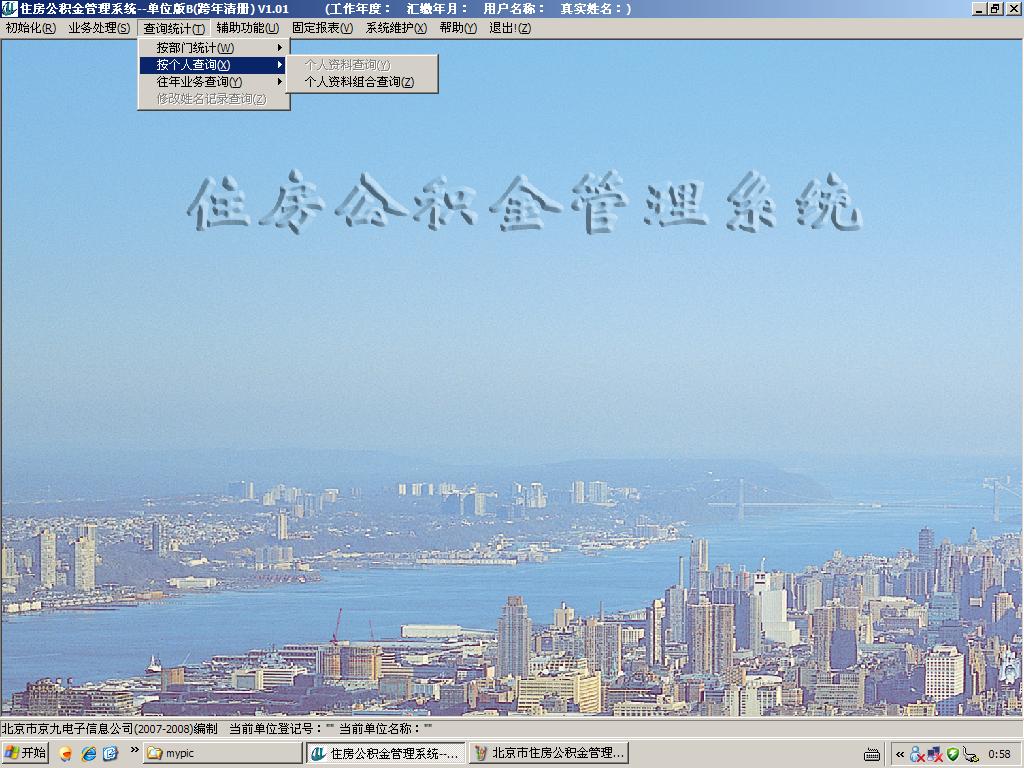 住房公积金管理系统--单位版B(跨年清册) V1.01 (工作年度： 汇缴年月： 用户名称： 真实姓名：)
初始化(R) 业务处理(S) 查询统计(T) 辅助功能(U) 固定报表(V) 系统维护(X) 帮助(Y) 退出!(Z)
按部门统计(W)
按个人查询(X)
个人资料查询(Y)
往年业务查询(Y)
个人资料组合查询(Z)
修改姓名记录查询(Z)
住房公积金管理系统
北京市京九电子信息公司(2007-2008)编制 当前单位登记号："" 当前单位名称：""
开始 » mypic 住房公积金管理系统--... 北京市住房公积金管理... « 0:58